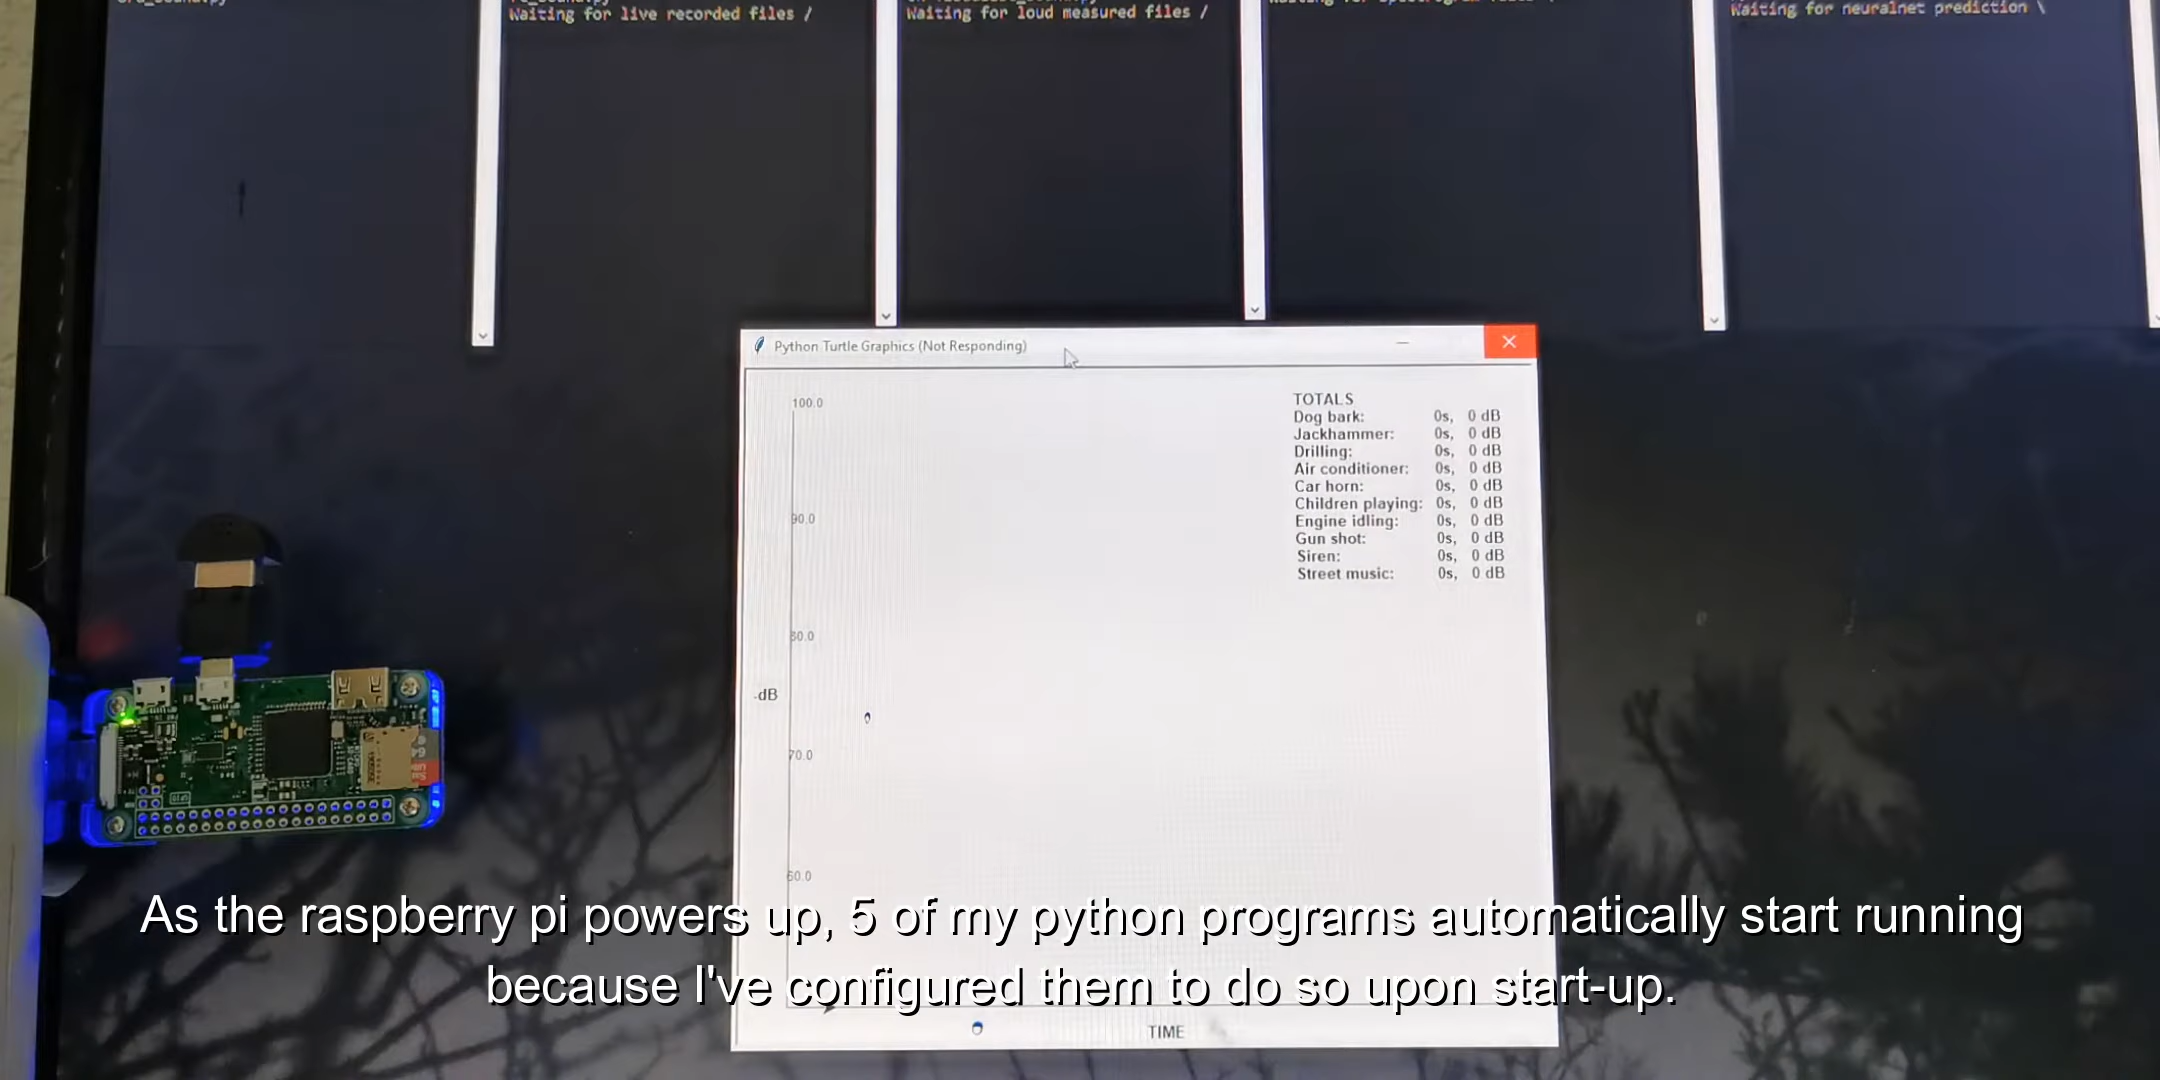 Waiting for live recorded files /
Waiting for loud measured files /
Waiting for neuralnet prediction \
Python Turtle Graphics (Not Responding)
100.0
90.0
80.0
-dB
70.0
60.0
TOTALS
Dog bark: 0s, 0 dB
Jackhammer: 0s, 0 dB
Drilling: 0s, 0 dB
Air conditioner: 0s, 0 dB
Car horn: 0s, 0 dB
Children playing: 0s, 0 dB
Engine idling: 0s, 0 dB
Gun shot: 0s, 0 dB
Siren: 0s, 0 dB
Street music: 0s, 0 dB
As the raspberry pi powers up, 5 of my python programs automatically start running
because I've configured them to do so upon start-up.
TIME